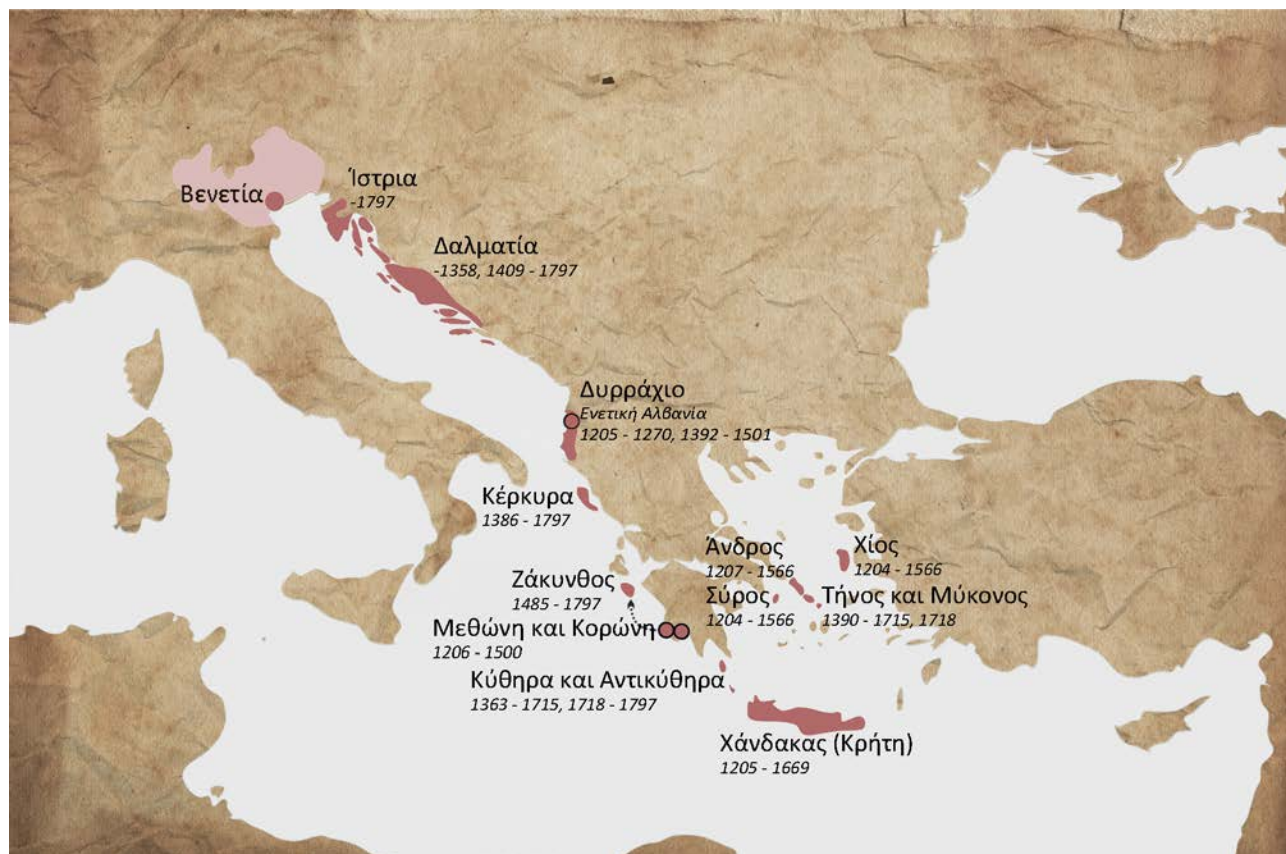 Βενετία
Ίστρια
-1797
Δαλματία
-1358, 1409 - 1797
Δυρράχιο
Ενετική Αλβανία
1205 - 1270, 1392 - 1501
Κέρκυρα
1386 - 1797
Άνδρος
1207 - 1566
Χίος
1204 - 1566
Ζάκυνθος
1485 - 1797
Σύρος
1204 - 1566
Τήνος και Μύκονος
1390 - 1715, 1718
Μεθώνη και Κορώνη
1206 - 1500
Κύθηρα και Αντικύθηρα
1363 - 1715, 1718 - 1797
Χάνδακας (Κρήτη)
1205 - 1669